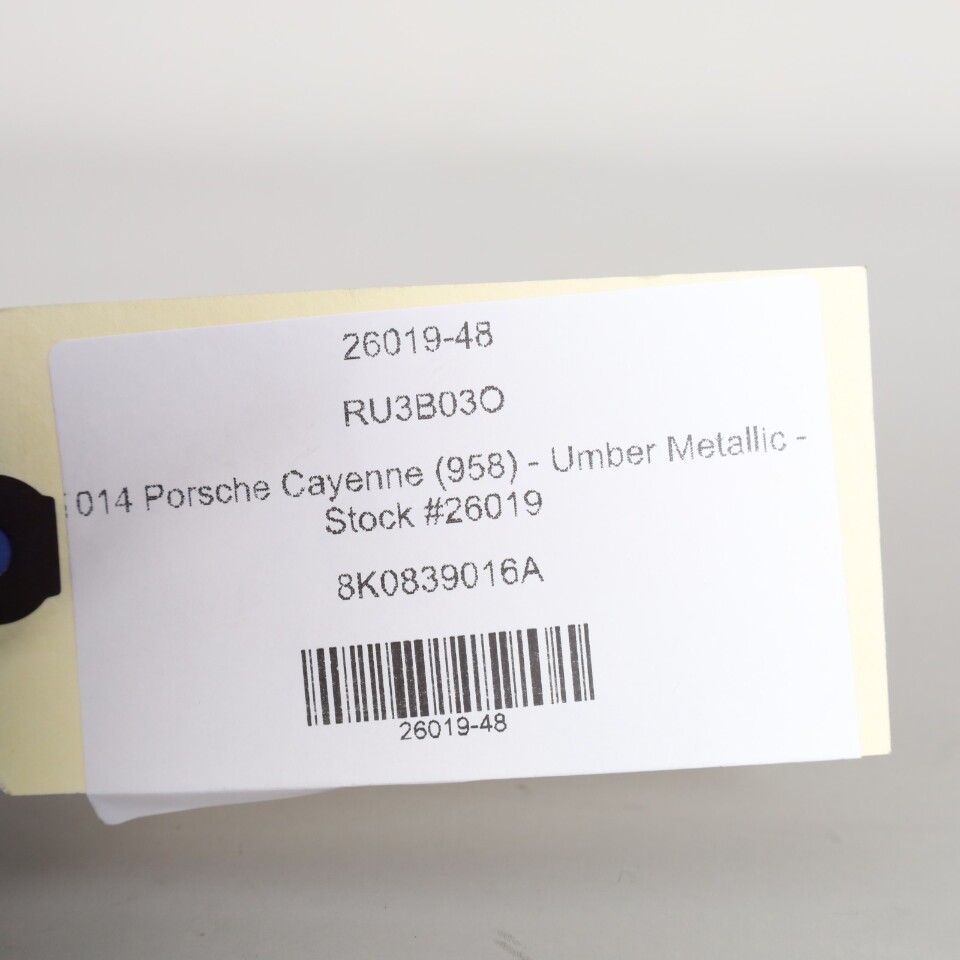 26019-48
RU3B03O
014 Porsche Cayenne (958) - Umber Metallic -
Stock #26019
8K0839016A
26019-48